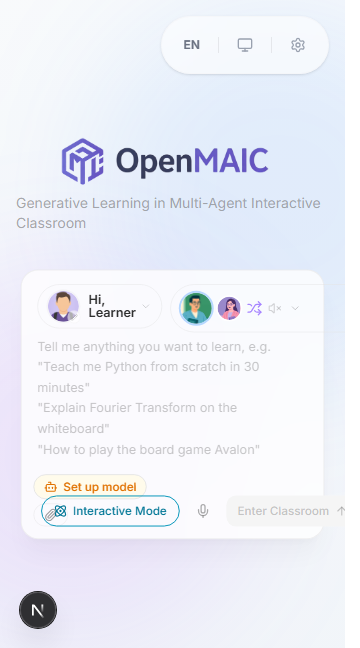 EN
OpenMAIC
Generative Learning in Multi-Agent Interactive
Classroom
Hi,
Learner
Tell me anything you want to learn, e.g.
"Teach me Python from scratch in 30
minutes"
"Explain Fourier Transform on the
whiteboard"
"How to play the board game Avalon"
Set up model
Interactive Mode
Enter Classroom
N